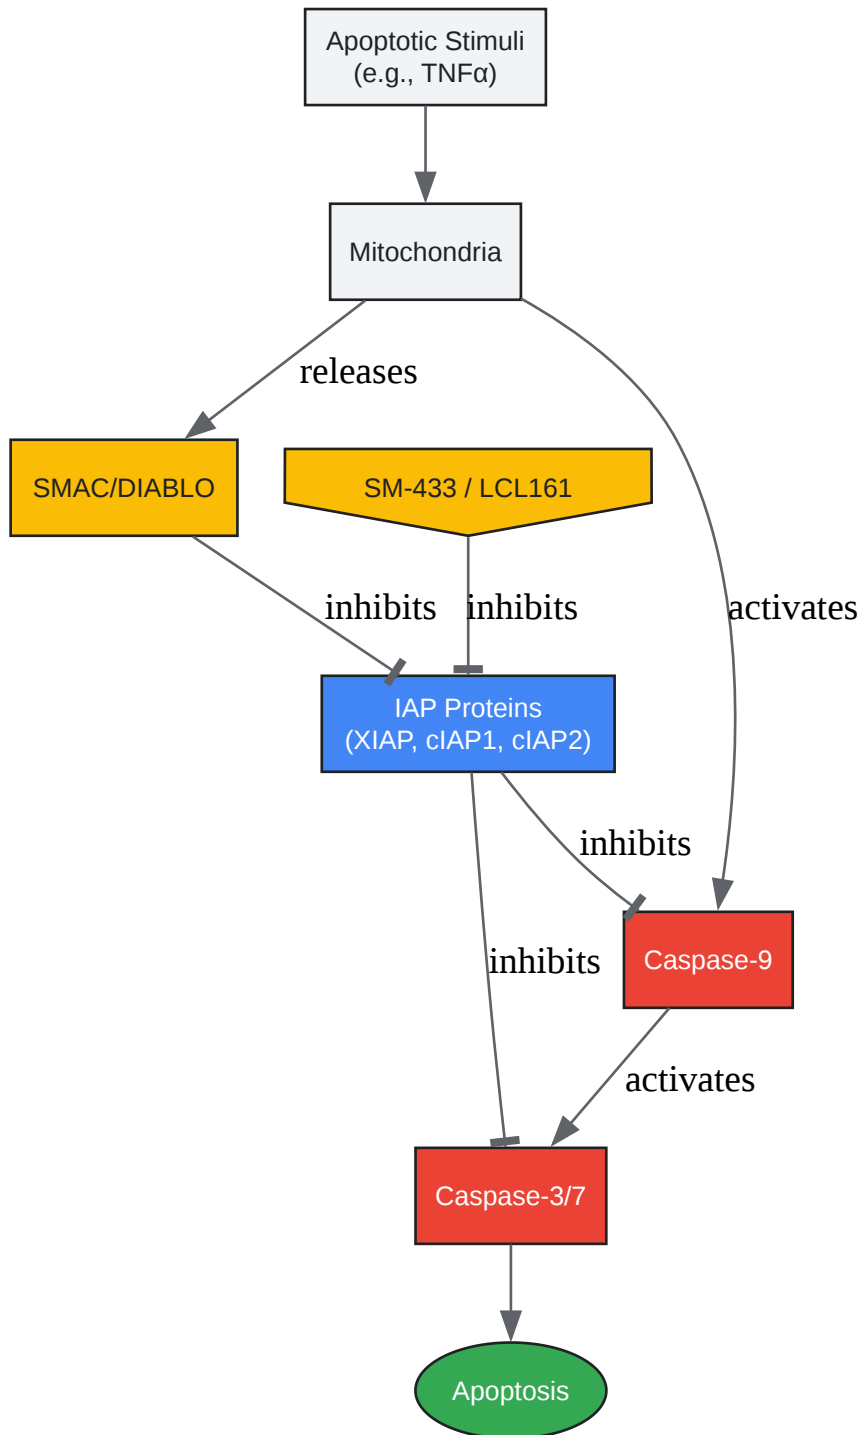 Apoptotic Stimuli
(e.g., TNFα)
Mitochondria
releases
SMAC/DIABLO
SM-433 / LCL161
inhibits
inhibits
activates
IAP Proteins
(XIAP, cIAP1, cIAP2)
inhibits
inhibits
Caspase-9
activates
Caspase-3/7
Apoptosis